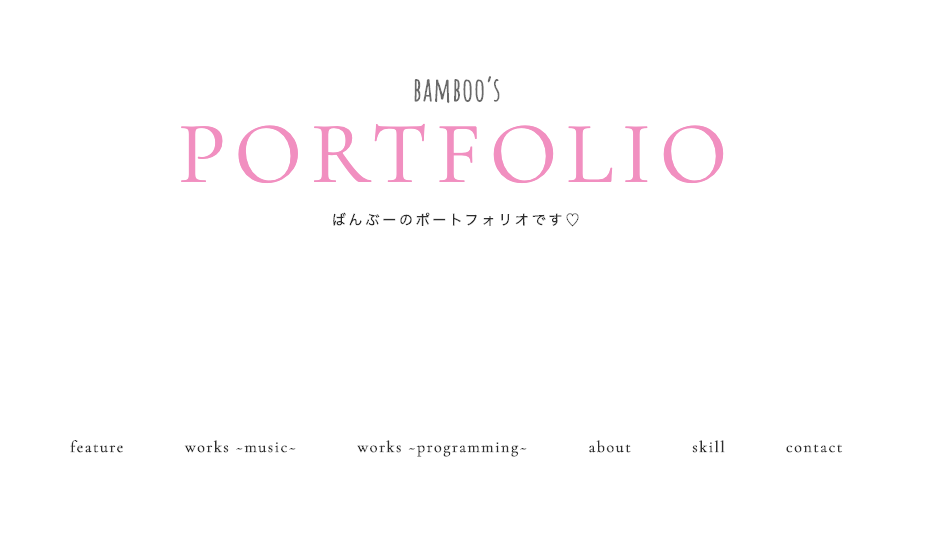 BAMBOO'S
PORTFOLIO
ばんぶーのポートフォリオです♡
feature works ~music~ works ~programming~ about skill contact